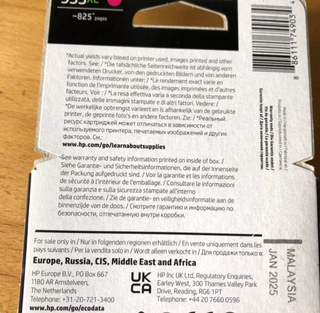 ~825* pages
*Actual yields vary based on printer used, images printed and other
factors. See: / *Die tatsächliche Seitenreichweite ist abhängig vom
verwendeten Drucker, von den gedruckten Bildern und von anderen
Faktoren. Informationen unter: / *Le rendement exact varie en
fonction de l'imprimante utilisée, des images imprimées et d'autres
facteurs. Voir : / *La resa effettiva varia a seconda della stampante
utilizzata, delle immagini stampate e di altri fattori. Vedere: /
*De werkelijke opbrengst varieert en is afhankelijk van de gebruikte
printer, de geprinte foto's en andere factoren. Zie: / *Реальный
ресурс картриджей может отличаться в зависимости от
используемого принтера, печатаемых изображений и других
факторов. См.:
www.hp.com/go/learnaboutsupplies
See warranty and safety information printed on inside of box. /
Siehe Garantie- und Sicherheitsinformationen, die auf der Innenseite
der Packung aufgedruckt sind. / Voir la garantie et les informations
de sécurité à l'intérieur de l'emballage. / Consultare le informazioni
sulla garanzia e sulla sicurezza stampate all'interno
della confezione. / Zie de garantie- en veiligheidsinformatie aan de
binnenzijde van de doos. / Смотрите гарантию и информацию по
безопасности, отпечатанную внутри коробки.
For sale only in / Nur in folgenden regionen erhältlich / En vente uniquement dans les
pays suivants / Per la vendita solo in / Wordt alleen verkocht in / Для продажи только в:
Europe, Russia, CIS, Middle East and Africa
HP Europe B.V., PO Box 667
1180 AR Amstelveen,
The Netherlands
Telephone: +31-20-721-3400
www.hp.com/go/ecodata
UK
CA
HP Inc UK Ltd, Regulatory Enquiries,
Earley West, 300 Thames Valley Park
Drive, Reading, RG6 1PT
Telephone: +44 20 7660 0596
MALAYSIA
JAN 2025